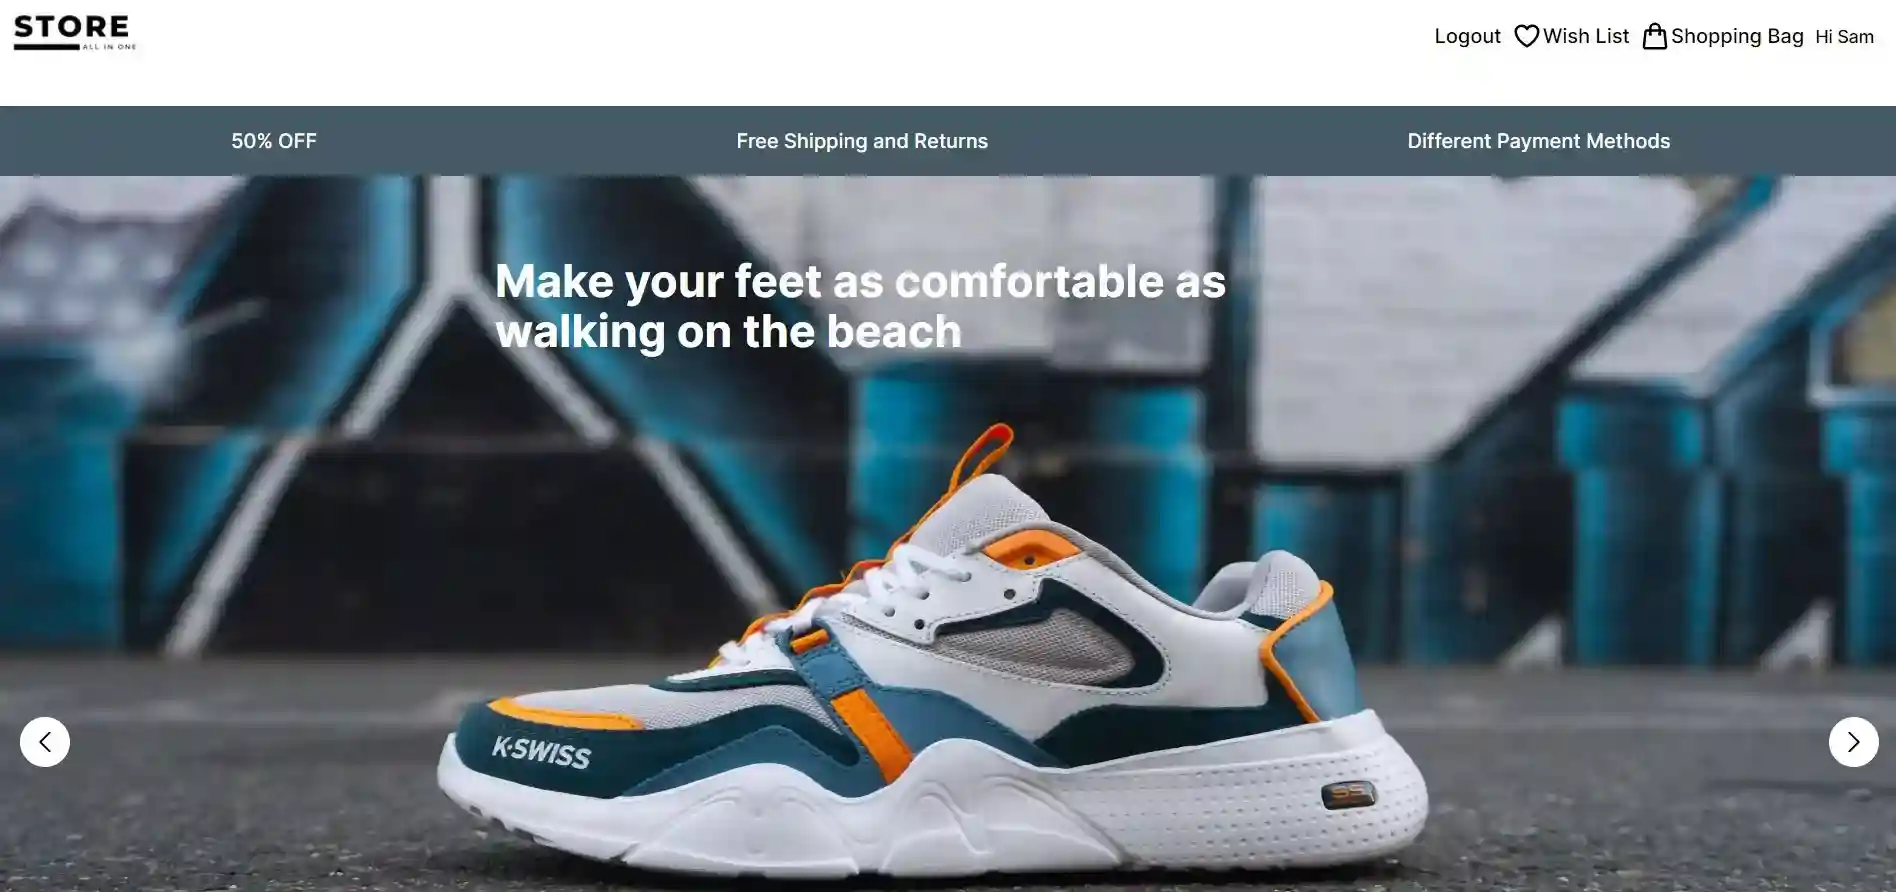 STORE
ALL IN ONE
Logout Wish List Shopping Bag Hi Sam
50% OFF Free Shipping and Returns Different Payment Methods
Make your feet as comfortable as
walking on the beach
K·SWISS
SS